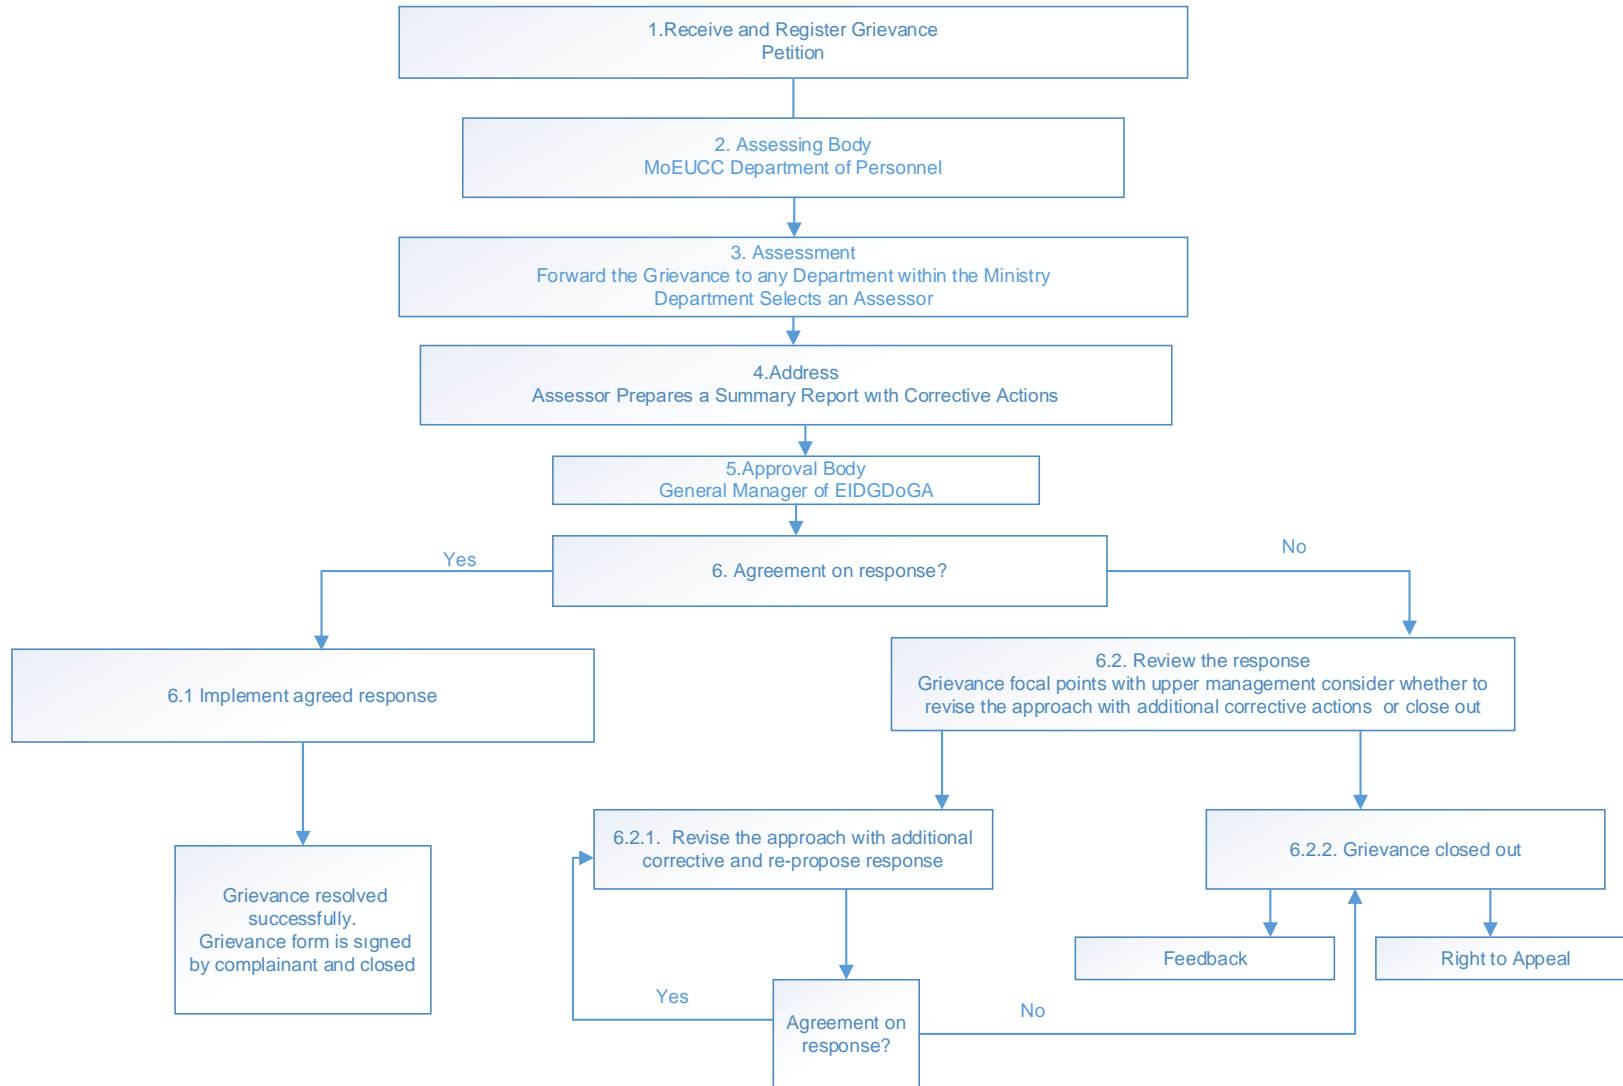 1.Receive and Register Grievance
Petition
2. Assessing Body
MoEUCC Department of Personnel
3. Assessment
Forward the Grievance to any Department within the Ministry
Department Selects an Assessor
4.Address
Assessor Prepares a Summary Report wıth Corrective Actions
5.Approval Body
General Manager of EIDGDoGA
6. Agreement on response?
Yes
No
6.1 Implement agreed response
6.2. Review the response
Grievance focal points with upper management consider whether to
revise the approach with additional corrective actions or close out
6.2.1. Revise the approach with additional
corrective and re-propose response
6.2.2. Grievance closed out
Grievance resolved
successfully.
Grievance form is sıgned
by complainant and closed
Feedback
Right to Appeal
Yes
Agreement on
response?
No